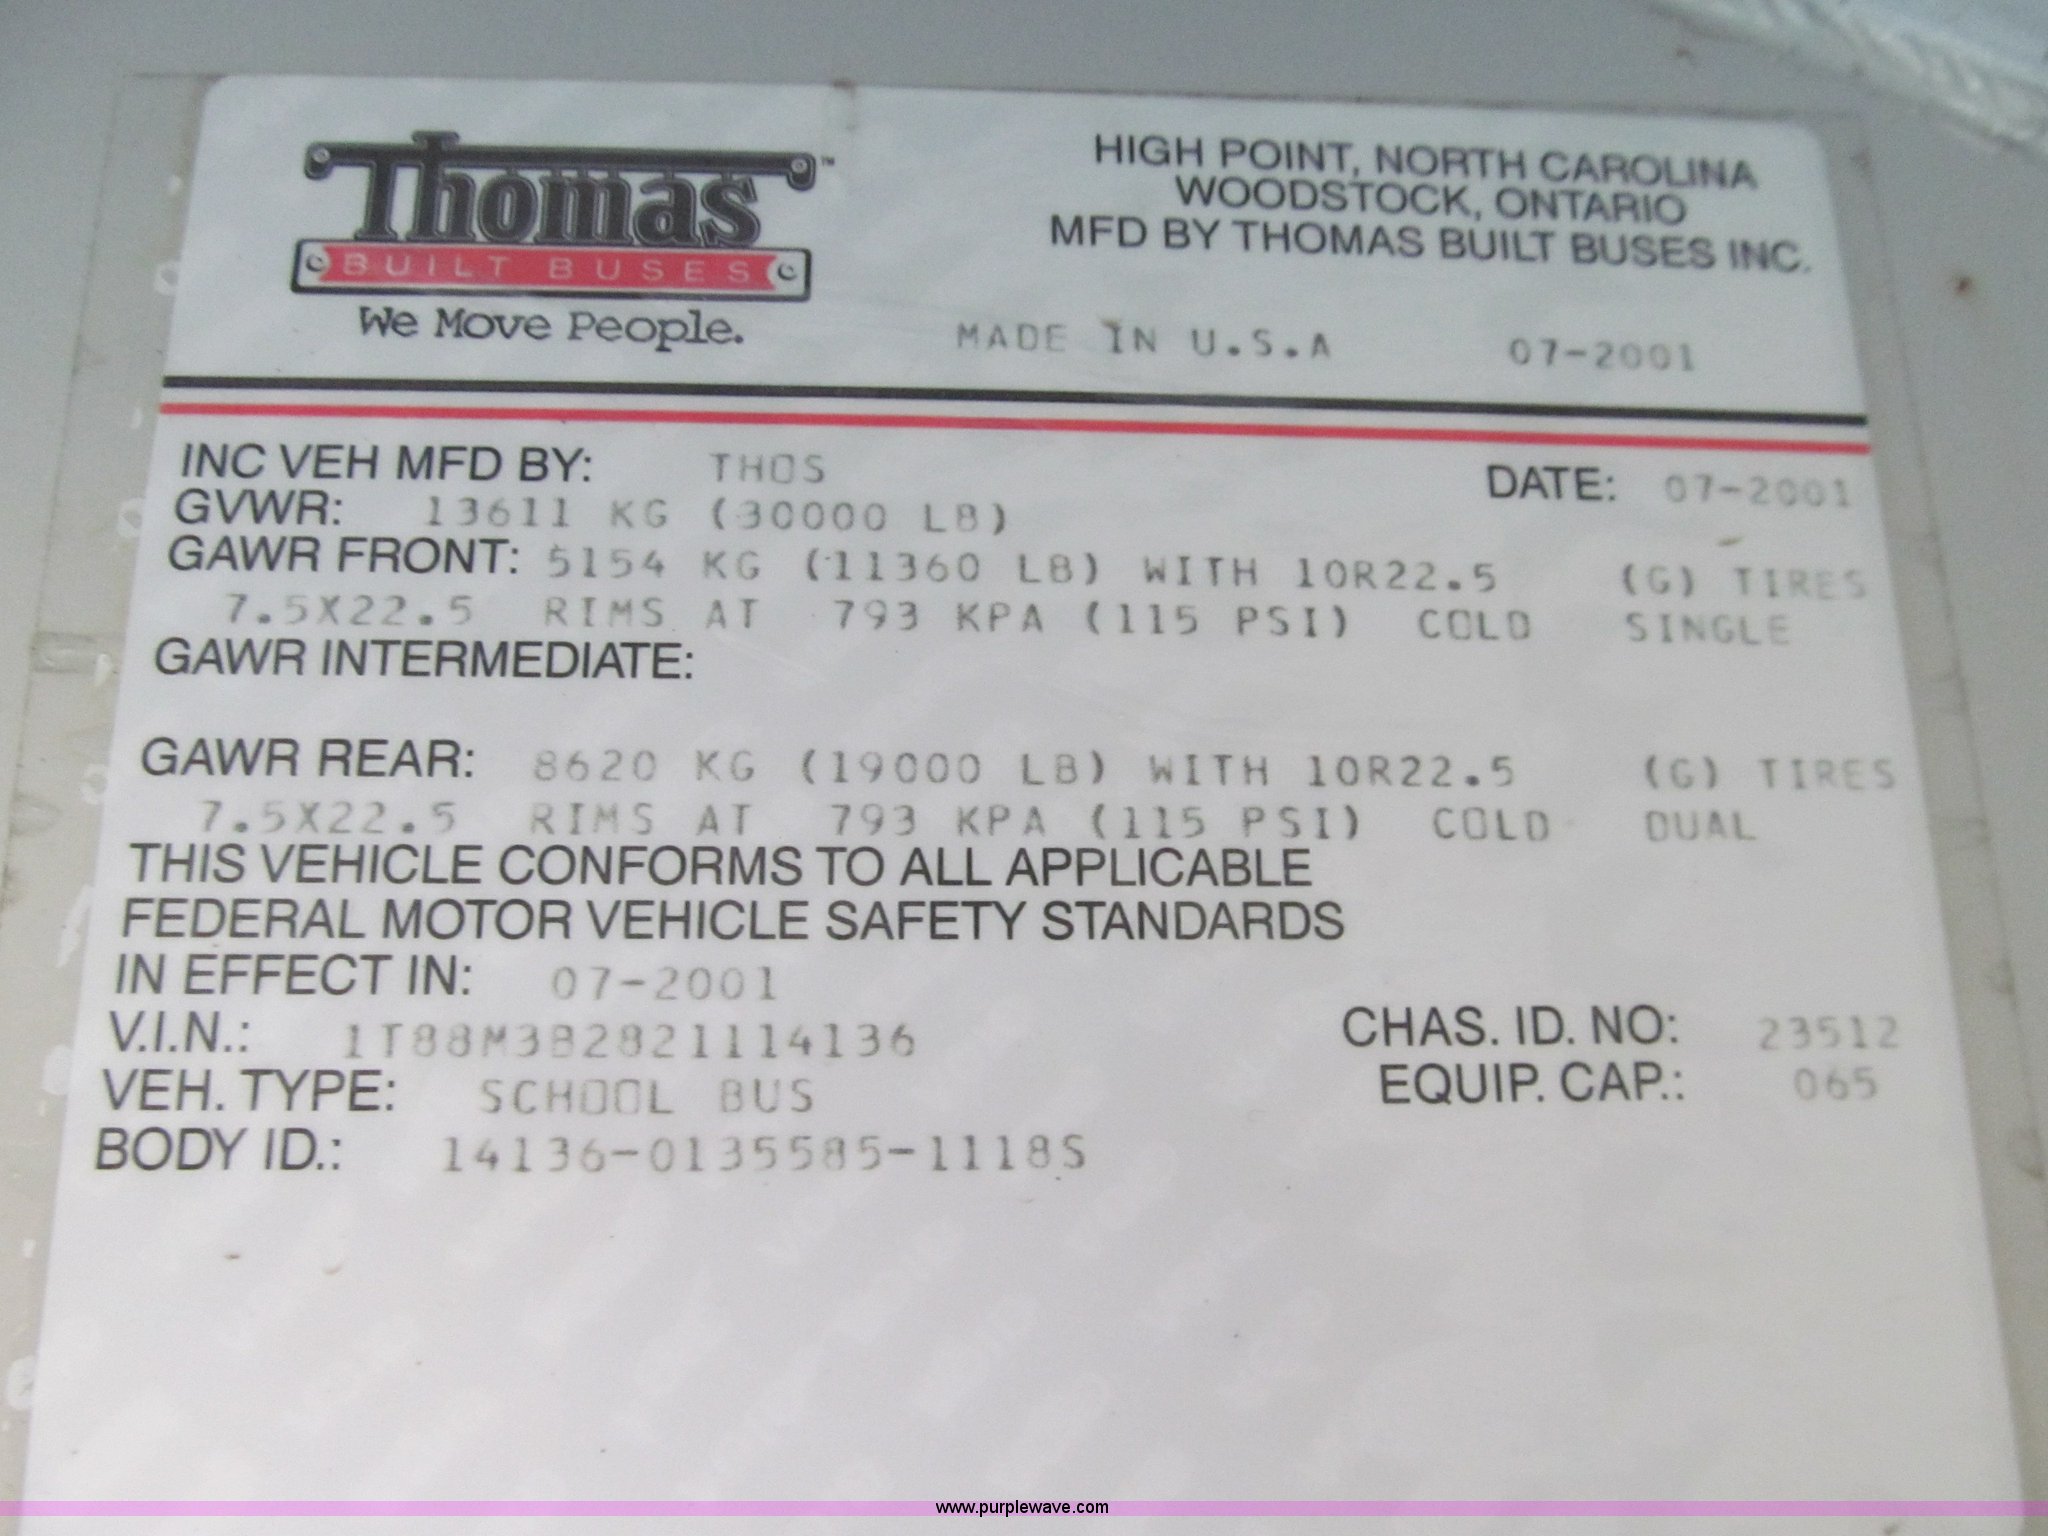 Thomas™
BUILT BUSES
We Move People.
HIGH POINT, NORTH CAROLINA
WOODSTOCK, ONTARIO
MFD BY THOMAS BUILT BUSES INC.
MADE IN U.S.A 07-2001
INC VEH MFD BY: THOS DATE: 07-2001
GVWR: 13611 KG (30000 LB)
GAWR FRONT: 5154 KG (11360 LB) WITH 10R22.5 (G) TIRES
7.5X22.5 RIMS AT 793 KPA (115 PSI) COLD SINGLE
GAWR INTERMEDIATE:
GAWR REAR: 8620 KG (19000 LB) WITH 10R22.5 (G) TIRES
7.5X22.5 RIMS AT 793 KPA (115 PSI) COLD DUAL
THIS VEHICLE CONFORMS TO ALL APPLICABLE
FEDERAL MOTOR VEHICLE SAFETY STANDARDS
IN EFFECT IN: 07-2001
V.I.N.: 1T88M3B2821114136 CHAS. ID. NO: 23512
VEH. TYPE: SCHOOL BUS EQUIP. CAP.: 065
BODY ID.: 14136-0135585-1118S
www.purplewave.com